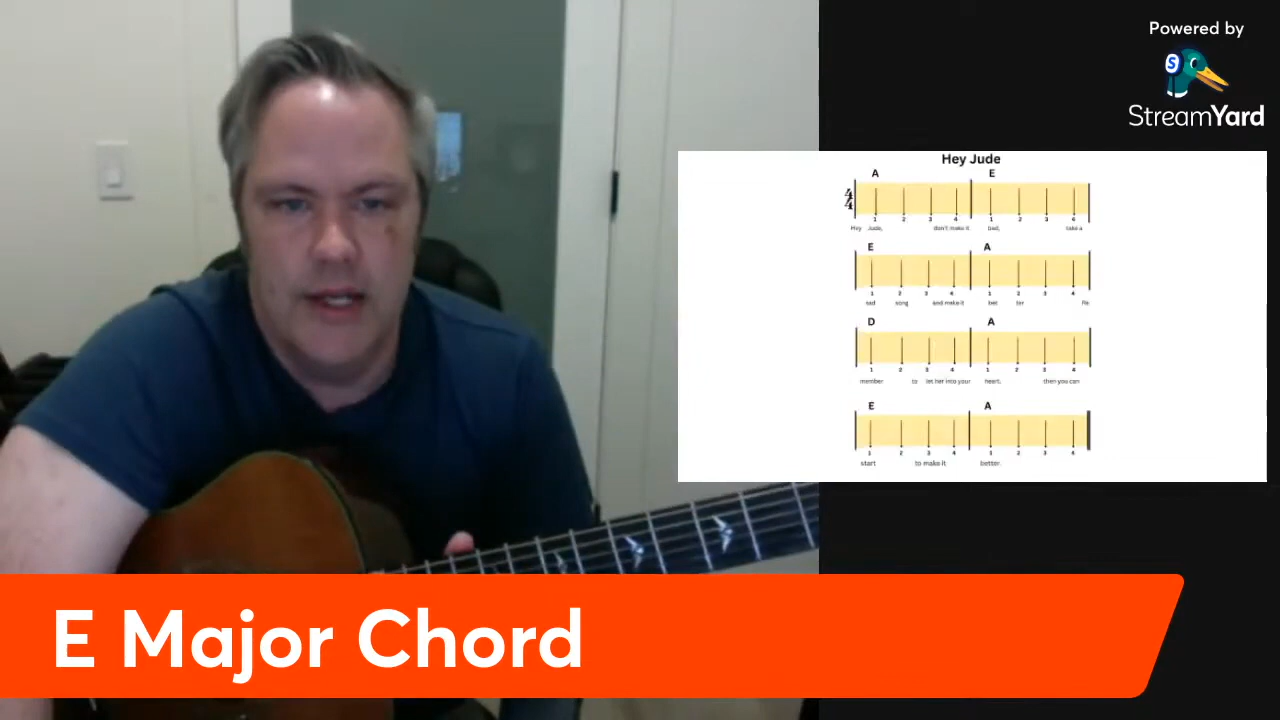 Powered by
S
StreamYard
Hey Jude
A E
4
4
1 2 3 4 1 2 3 4
Hey Jude, don't make it bad, take a
E A
1 2 3 4 1 2 3 4
sad song and make it bet ter Re
D A
1 2 3 4 1 2 3 4
member to let her into your heart. then you can
E A
1 2 3 4 1 2 3 4
start to make it better.
E Major Chord